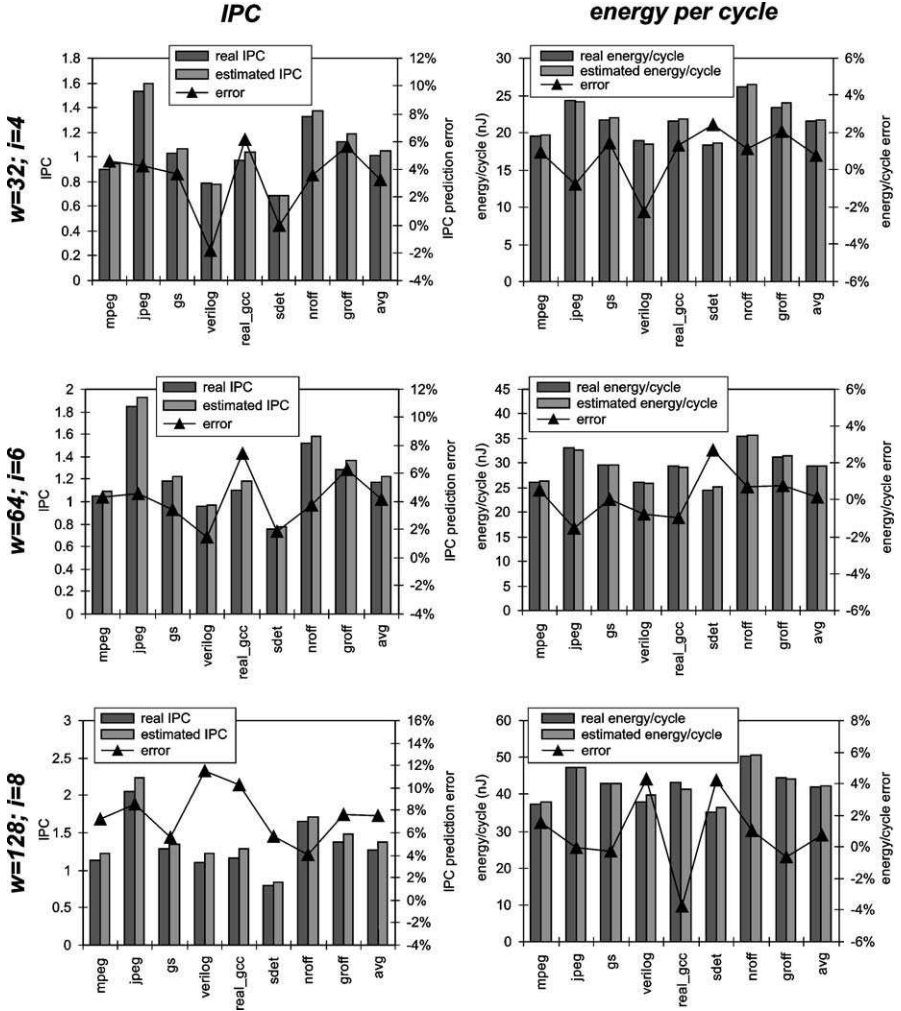 IPC
energy per cycle
w=32; i=4
real IPC
estimated IPC
error
1.8
1.6
1.4
1.2
1
0.8
0.6
0.4
0.2
0
IPC
12%
10%
8%
6%
4%
2%
0%
-2%
-4%
IPC prediction error
mpeg
jpeg
gs
verilog
real_gcc
sdet
nroff
groff
avg
real energy/cycle
estimated energy/cycle
error
30
25
20
15
10
5
0
energy/cycle (nJ)
6%
4%
2%
0%
-2%
-4%
-6%
energy/cycle error
mpeg
jpeg
gs
verilog
real_gcc
sdet
nroff
groff
avg
w=64; i=6
real IPC
estimated IPC
error
2
1.8
1.6
1.4
1.2
1
0.8
0.6
0.4
0.2
0
IPC
12%
10%
8%
6%
4%
2%
0%
-2%
-4%
IPC prediction error
mpeg
jpeg
gs
verilog
real_gcc
sdet
nroff
groff
avg
real energy/cycle
estimated energy/cycle
error
45
40
35
30
25
20
15
10
5
0
energy/cycle (nJ)
6%
4%
2%
0%
-2%
-4%
-6%
energy/cycle error
mpeg
jpeg
gs
verilog
real_gcc
sdet
nroff
groff
avg
w=128; i=8
real IPC
estimated IPC
error
3
2.5
2
1.5
1
0.5
0
IPC
16%
14%
12%
10%
8%
6%
4%
2%
0%
-2%
-4%
IPC prediction error
mpeg
jpeg
gs
verilog
real_gcc
sdet
nroff
groff
avg
real energy/cycle
estimated energy/cycle
error
60
50
40
30
20
10
0
energy/cycle (nJ)
8%
6%
4%
2%
0%
-2%
-4%
-6%
energy/cycle error
mpeg
jpeg
gs
verilog
real_gcc
sdet
nroff
groff
avg